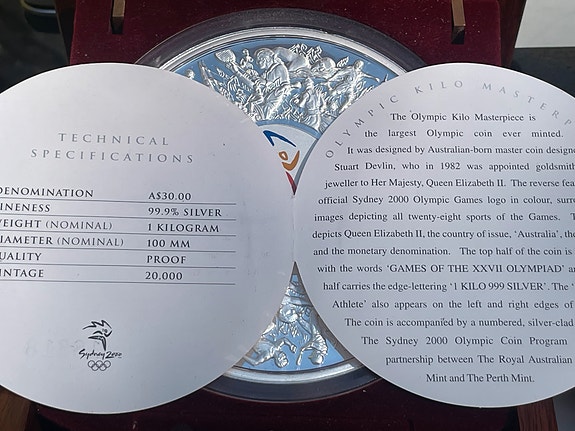 TECHNICAL
SPECIFICATIONS
DENOMINATION A$30.00
FINENESS 99.9% SILVER
WEIGHT (NOMINAL) 1 KILOGRAM
DIAMETER (NOMINAL) 100 MM
QUALITY PROOF
MINTAGE 20,000
Sydney 2000
OLYMPIC KILO MASTERP
The Olympic Kilo Masterpiece is
the largest Olympic coin ever minted.
It was designed by Australian-born master coin designe
Stuart Devlin, who in 1982 was appointed goldsmith
jeweller to Her Majesty, Queen Elizabeth II. The reverse fea
official Sydney 2000 Olympic Games logo in colour, surro
images depicting all twenty-eight sports of the Games. T
depicts Queen Elizabeth II, the country of issue, 'Australia', the
and the monetary denomination. The top half of the coin is
with the words 'GAMES OF THE XXVII OLYMPIAD' an
half carries the edge-lettering '1 KILO 999 SILVER'. The '
Athlete' also appears on the left and right edges of
The coin is accompanied by a numbered, silver-clad
The Sydney 2000 Olympic Coin Program
partnership between The Royal Australian
Mint and The Perth Mint.